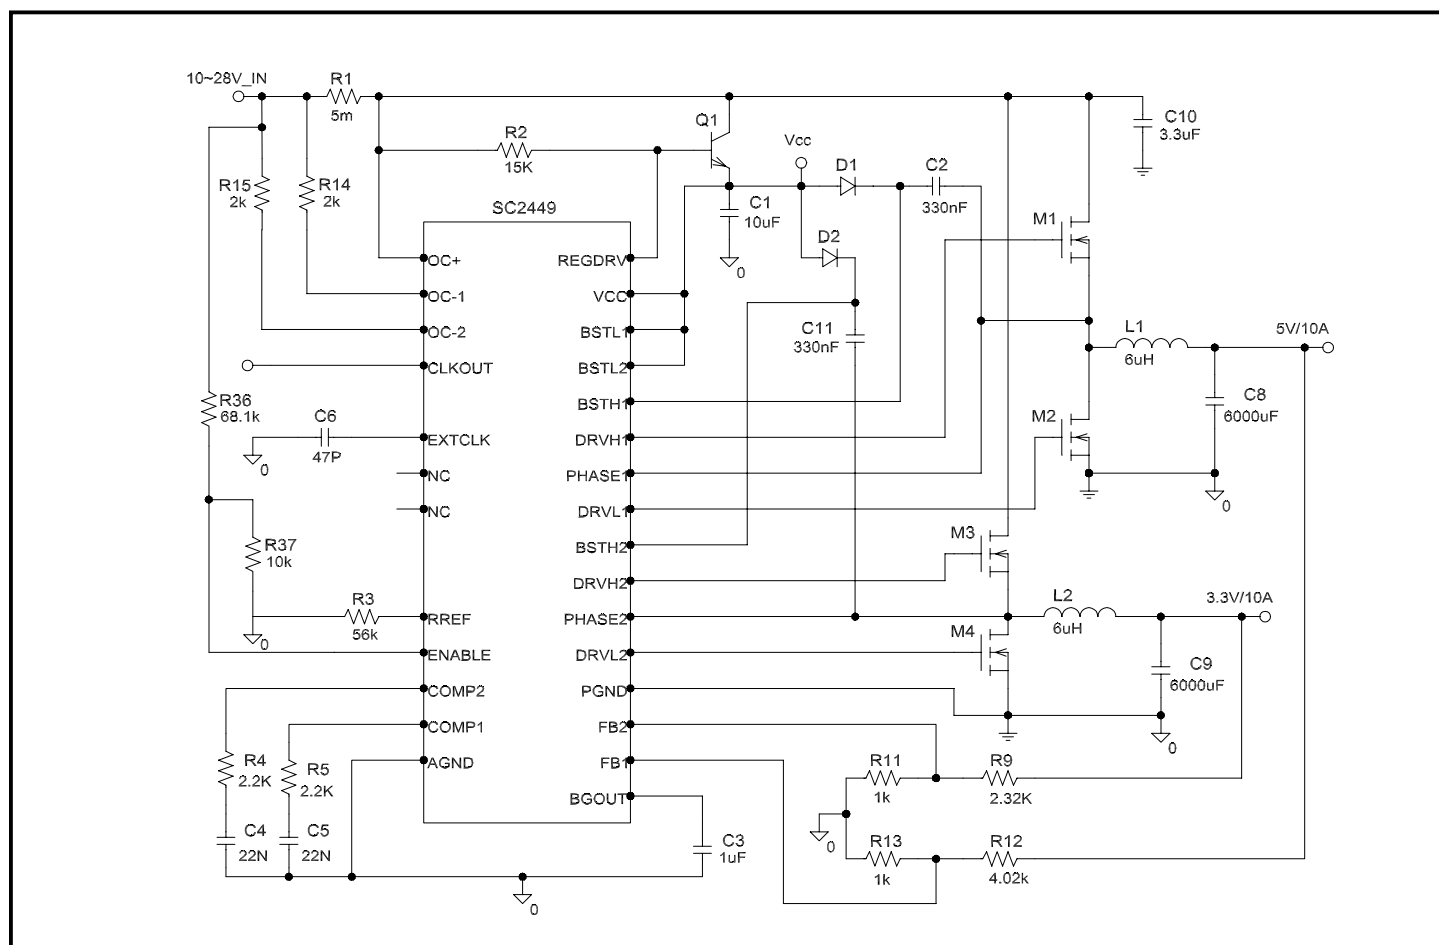 10~28V_IN
R1
5m
R2
15K
Q1
Vcc
D1
C2
330nF
C10
3.3uF
R15
2k
R14
2k
SC2449
C1
10uF
0
D2
M1
OC+
REGDRV
OC-1
VCC
OC-2
BSTL1
C11
330nF
L1
6uH
5V/10A
CLKOUT
BSTL2
R36
68.1k
C6
47P
0
BSTH1
C8
6000uF
EXTCLK
DRVH1
M2
NC
PHASE1
0
NC
DRVL1
R37
10k
BSTH2
M3
DRVH2
R3
56k
0
RREF
PHASE2
L2
6uH
3.3V/10A
ENABLE
DRVL2
M4
C9
6000uF
COMP2
PGND
COMP1
FB2
0
R4
2.2K
R5
2.2K
AGND
FB1
R11
1k
R9
2.32K
BGOUT
C4
22N
C5
22N
C3
1uF
0
R13
1k
R12
4.02k
0